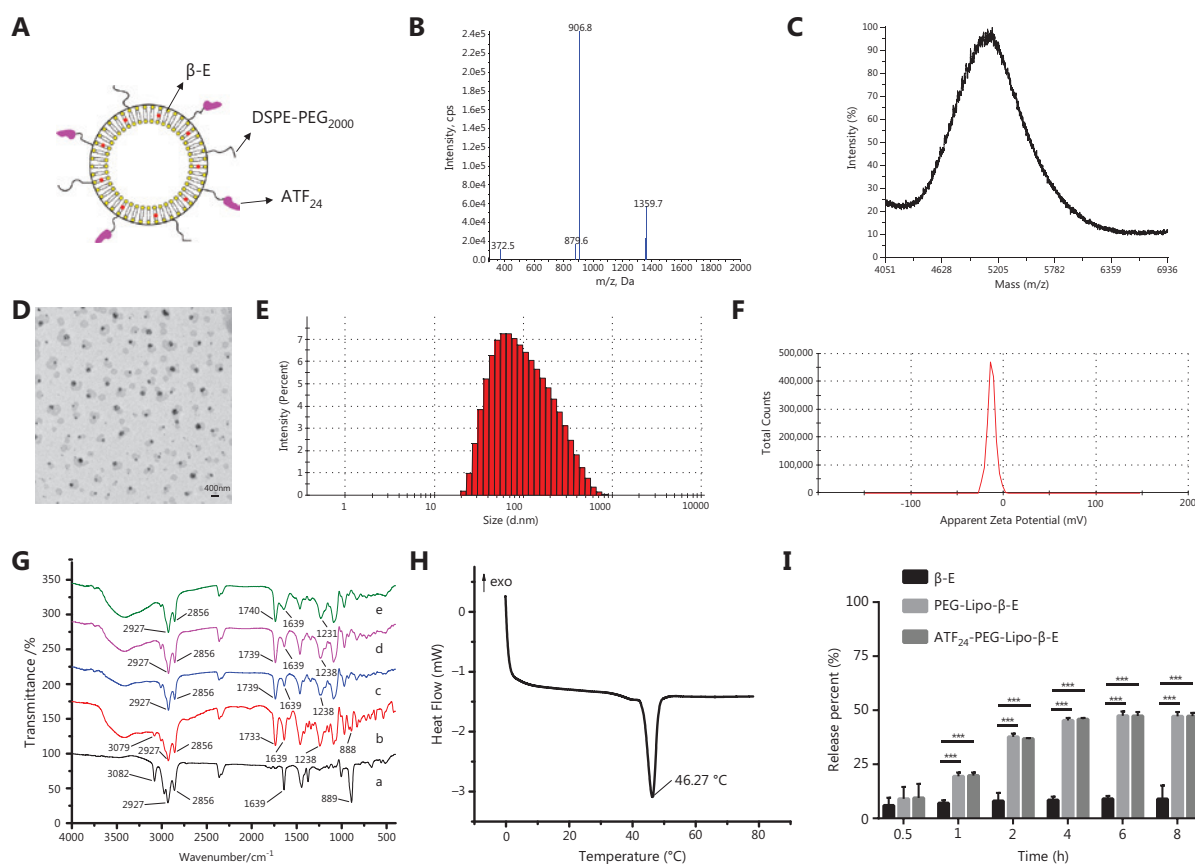 A
β-E
DSPE-PEG2000
ATF24
B
906.8
2.4e5
2.2e5
2.0e5
1.8e5
1.6e5
1.4e5
1.2e5
1.0e5
8.0e4
6.0e4
4.0e4
2.0e4
0.0
Intensity, cps
372.5
879.6
1359.7
400 600 800 1000 1200 1400 1600 1800 2000
m/z, Da
C
100
90
80
70
60
50
40
30
20
10
0
Intensity (%)
4051 4628 5205 5782 6359 6936
Mass (m/z)
D
400nm
E
7
6
5
4
3
2
1
0
Intensity (Percent)
1 10 100 1000 10000
Size (d.nm)
F
500,000
400,000
300,000
200,000
100,000
0
Total Counts
-100 0 100 200
Apparent Zeta Potential (mV)
G
350
300
250
200
150
100
50
0
Transmittance /%
2927 2856 1740 1639 1231 e
2927 2856 1739 1639 1238 d
2927 2856 1739 1639 1238 c
3079 2927 2856 1733 1639 1238 888 b
3082 2927 2856 1639 889 a
4000 3500 3000 2500 2000 1500 1000 500
Wavenumber/cm-1
H
exo
0
−1
−2
−3
Heat Flow (mW)
46.27 °C
0 20 40 60 80
Temperature (°C)
I
β-E
PEG-Lipo-β-E
ATF24-PEG-Lipo-β-E
100
75
50
25
0
Release percent (%)
*** ***
*** ***
*** ***
*** ***
*** ***
0.5 1 2 4 6 8
Time (h)